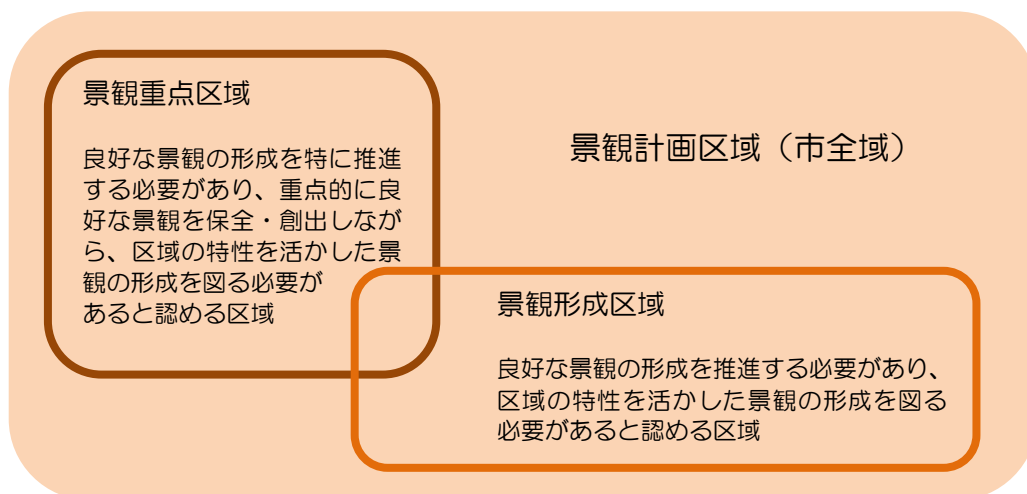 景観重点区域
良好な景観の形成を特に推進
する必要があり、重点的に良
好な景観を保全・創出しなが
ら、区域の特性を活かした景
観の形成を図る必要が
あると認める区域
景観計画区域（市全域）
景観形成区域
良好な景観の形成を推進する必要があり、
区域の特性を活かした景観の形成を図る
必要があると認める区域